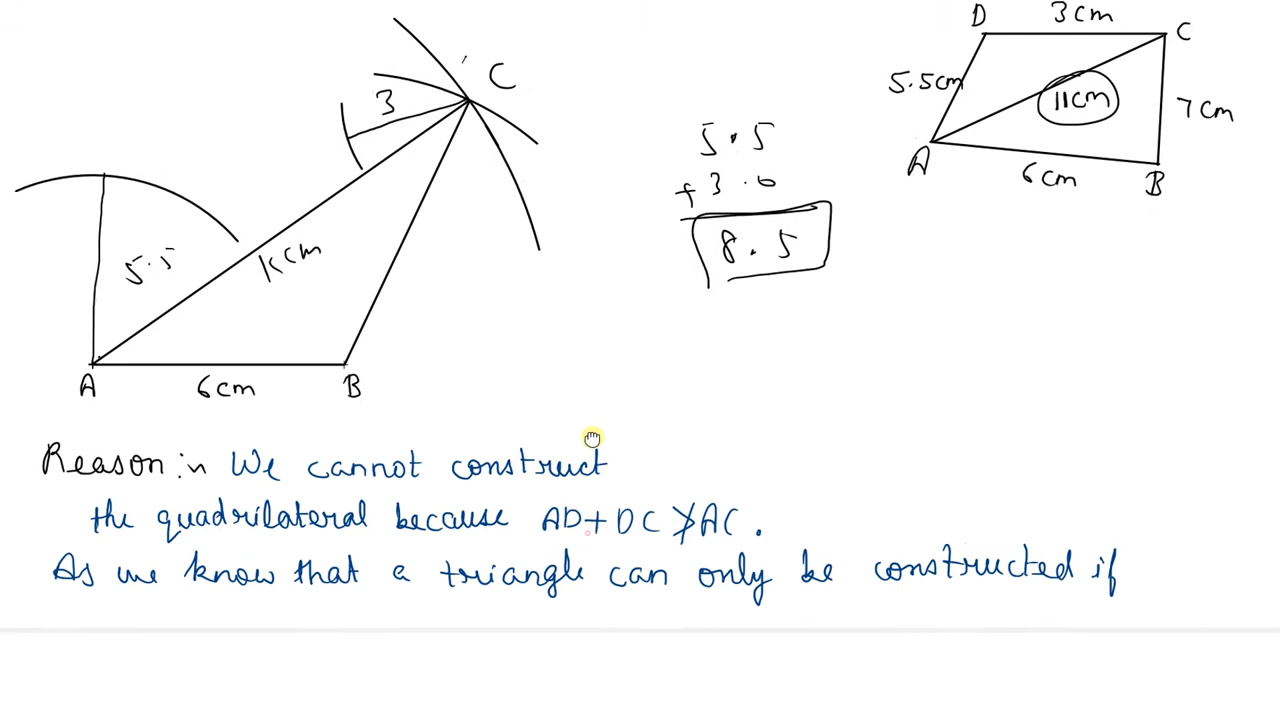 D 3cm C
C
3
5.5cm
11cm
7cm
5.5
A
6cm
B
+3.0
8.5
5.5
A 6cm B
Reason:n We cannot construct
the quadrilateral because AD+DC ≯ AC.
As we know that a triangle can only be constructed if